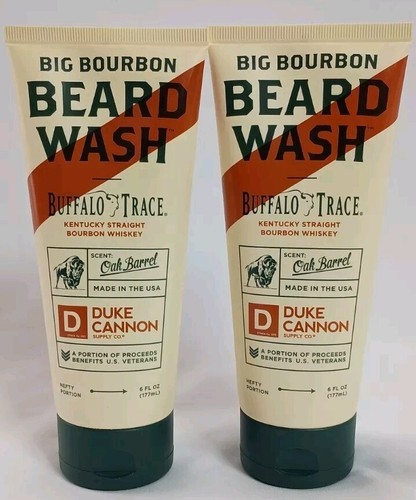 BIG BOURBON
BEARD
WASH™
BUFFALO TRACE®
KENTUCKY STRAIGHT
BOURBON WHISKEY
SCENT:
Oak Barrel
MADE IN THE USA
D
DUKE
CANNON
SUPPLY CO.®
A PORTION OF PROCEEDS
BENEFITS U.S. VETERANS
HEFTY
PORTION
6 FL OZ
(177mL)
BIG BOURBON
BEARD
WASH™
BUFFALO TRACE®
KENTUCKY STRAIGHT
BOURBON WHISKEY
SCENT:
Oak Barrel
MADE IN THE USA
D
DUKE
CANNON
SUPPLY CO.®
A PORTION OF PROCEEDS
BENEFITS U.S. VETERANS
HEFTY
PORTION
6 FL OZ
(177mL)